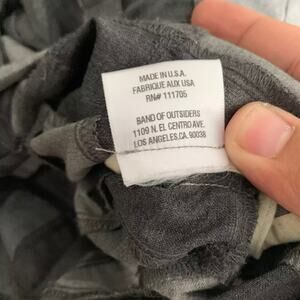 MADE IN U.S.A.
FABRIQUE AUX USA
RN# 111705
BAND OF OUTSIDERS
1109 N. EL CENTRO AVE.
LOS ANGELES, CA. 90038